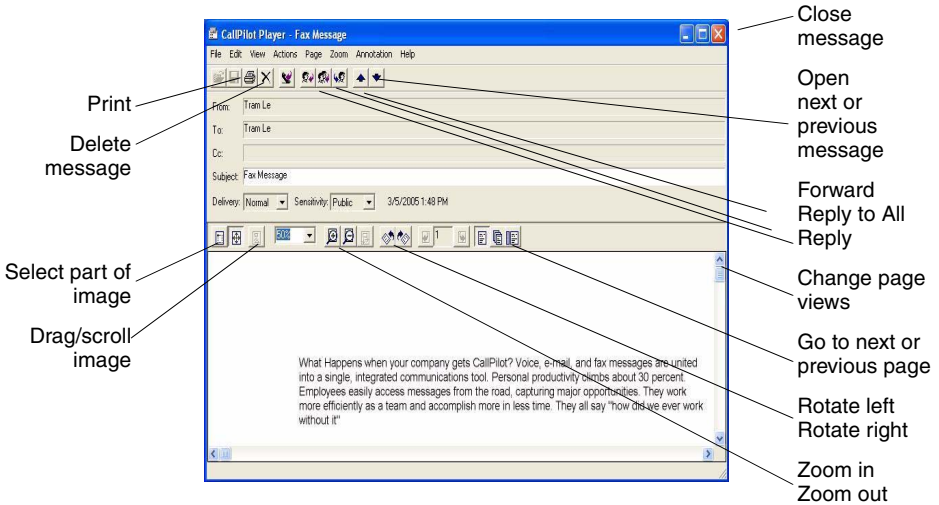 CallPilot Player - Fax Message
File Edit View Actions Page Zoom Annotation Help
From: Tram Le
To: Tram Le
Cc:
Subject: Fax Message
Delivery: Normal Sensitivity: Public 3/5/2005 1:48 PM
50% 1
What Happens when your company gets CallPilot? Voice, e-mail, and fax messages are united
into a single, integrated communications tool. Personal productivity climbs about 30 percent.
Employees easily access messages from the road, capturing major opportunities. They work
more efficiently as a team and accomplish more in less time. They all say "how did we ever work
without it"
Print
Delete
message
Select part of
image
Drag/scroll
image
Close
message
Open
next or
previous
message
Forward
Reply to All
Reply
Change page
views
Go to next or
previous page
Rotate left
Rotate right
Zoom in
Zoom out